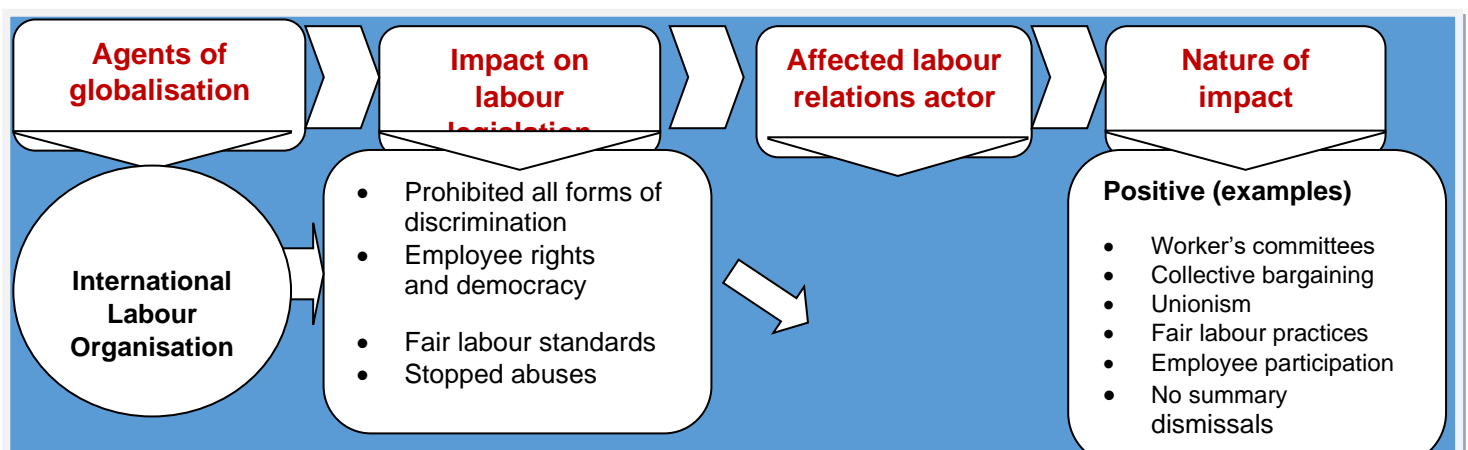 Agents of
globalisation
Impact on
labour
legislation
Affected labour
relations actor
Nature of
impact
International
Labour
Organisation
• Prohibited all forms of
discrimination
• Employee rights
and democracy
• Fair labour standards
• Stopped abuses
Positive (examples)
• Worker's committees
• Collective bargaining
• Unionism
• Fair labour practices
• Employee participation
• No summary
dismissals